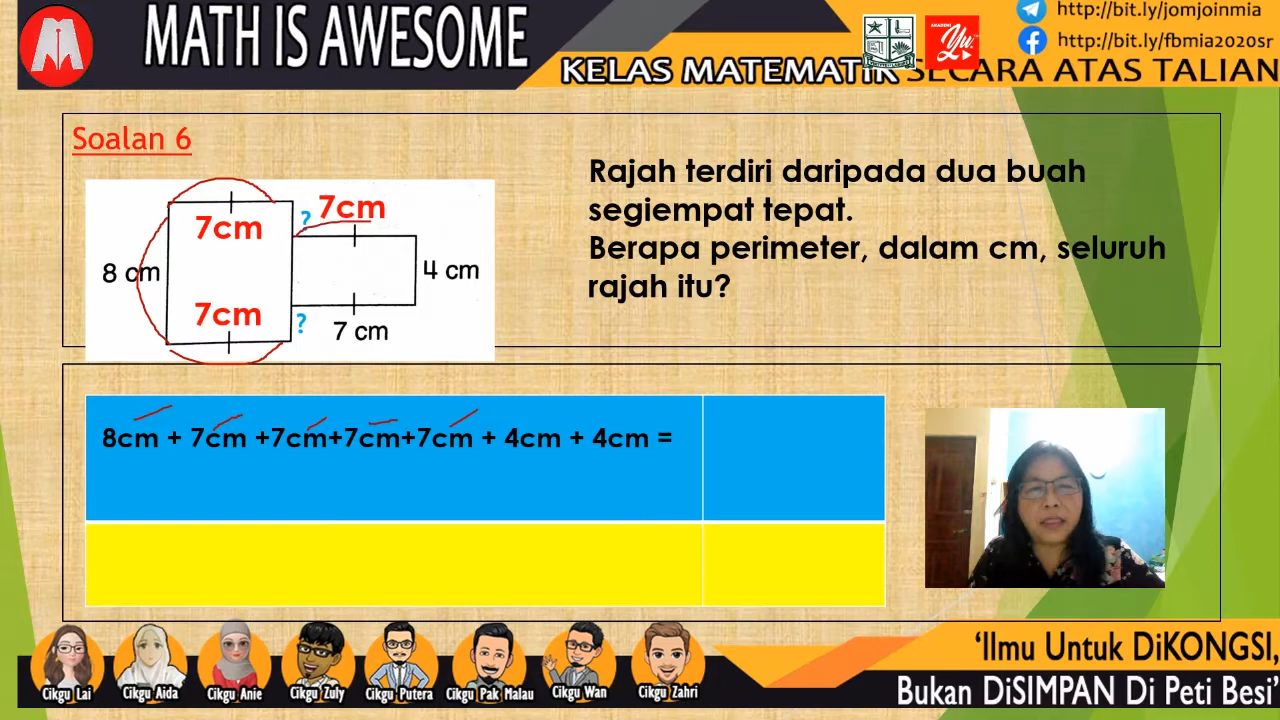 MATH IS AWESOME
http://bit.ly/jomjoinmia
http://bit.ly/fbmia2020sr
KELAS MATEMATIK SECARA ATAS TALIAN
Soalan 6
Rajah terdiri daripada dua buah
segiempat tepat.
Berapa perimeter, dalam cm, seluruh
rajah itu?
7cm
? 7cm
8 cm
4 cm
7cm
? 7 cm
8cm + 7cm +7cm+7cm+7cm + 4cm + 4cm =
Cikgu Lai
Cikgu Aida
Cikgu Anie
Cikgu Zuly
Cikgu Putera
Cikgu Pak Malau
Cikgu Wan
Cikgu Zahri
‘Ilmu Untuk DiKONGSI,
Bukan DiSIMPAN Di Peti Besi’